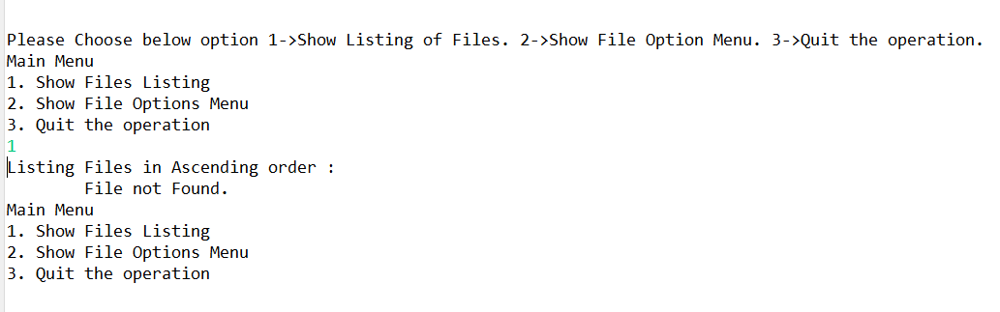 Please Choose below option 1->Show Listing of Files. 2->Show File Option Menu. 3->Quit the operation.
Main Menu
1. Show Files Listing
2. Show File Options Menu
3. Quit the operation
1
Listing Files in Ascending order :
File not Found.
Main Menu
1. Show Files Listing
2. Show File Options Menu
3. Quit the operation